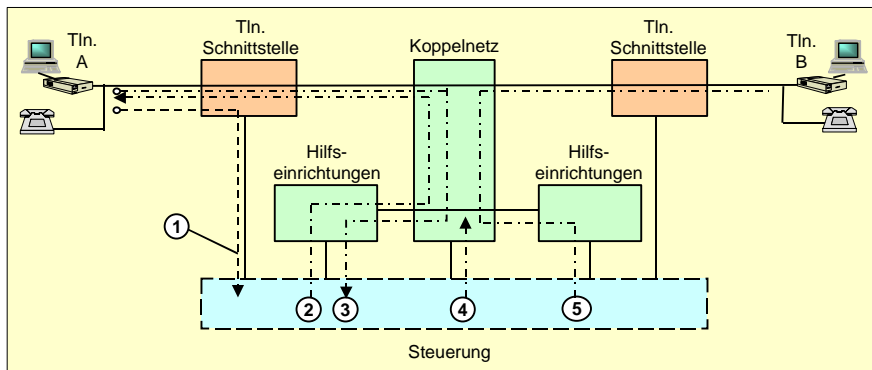 Tln.
A
Tln.
Schnittstelle
Koppelnetz
Tln.
Schnittstelle
Tln.
B
Hilfs-
einrichtungen
Hilfs-
einrichtungen
1
2
3
4
5
Steuerung